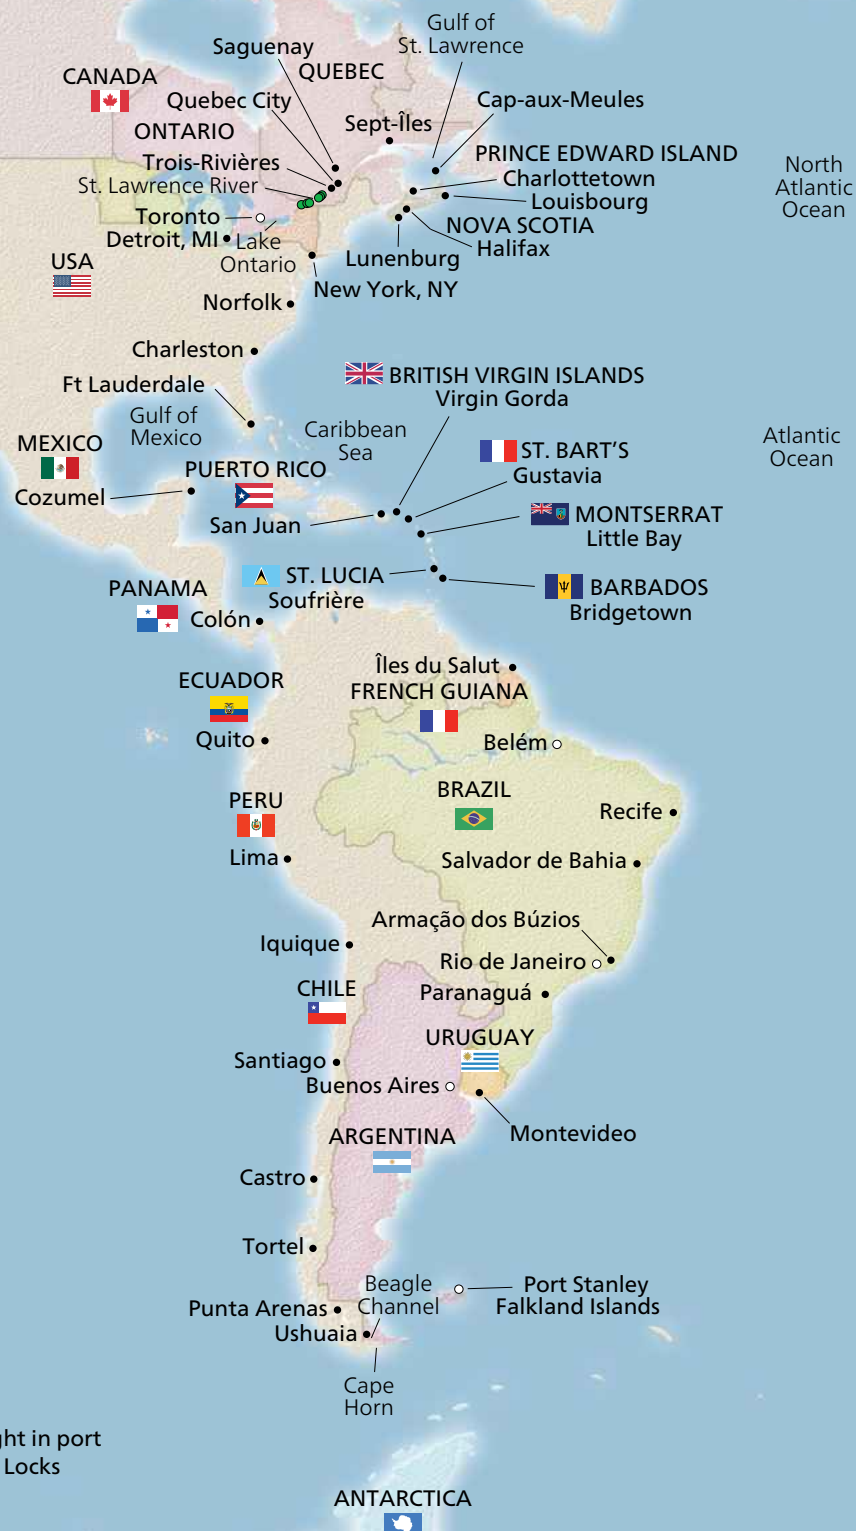 Gulf of
St. Lawrence
Saguenay
QUEBEC
CANADA
Quebec City
Cap-aux-Meules
ONTARIO
Sept-Îles
Trois-Rivières
PRINCE EDWARD ISLAND
St. Lawrence River
Charlottetown
North
Atlantic
Ocean
Louisbourg
Toronto
NOVA SCOTIA
Detroit, MI
Lake
Ontario
Halifax
Lunenburg
USA
New York, NY
Norfolk
Charleston
BRITISH VIRGIN ISLANDS
Virgin Gorda
Ft Lauderdale
Gulf of
Mexico
Caribbean
Sea
Atlantic
Ocean
MEXICO
ST. BART'S
Gustavia
PUERTO RICO
Cozumel
San Juan
MONTSERRAT
Little Bay
ST. LUCIA
Soufrière
PANAMA
BARBADOS
Bridgetown
Colón
Îles du Salut
FRENCH GUIANA
ECUADOR
Quito
Belém
PERU
BRAZIL
Recife
Lima
Salvador de Bahia
Armação dos Búzios
Iquique
Rio de Janeiro
CHILE
Paranaguá
URUGUAY
Santiago
Buenos Aires
Montevideo
ARGENTINA
Castro
Tortel
Beagle
Channel
Port Stanley
Falkland Islands
Punta Arenas
Ushuaia
Cape
Horn
in port
Locks
ANTARCTICA